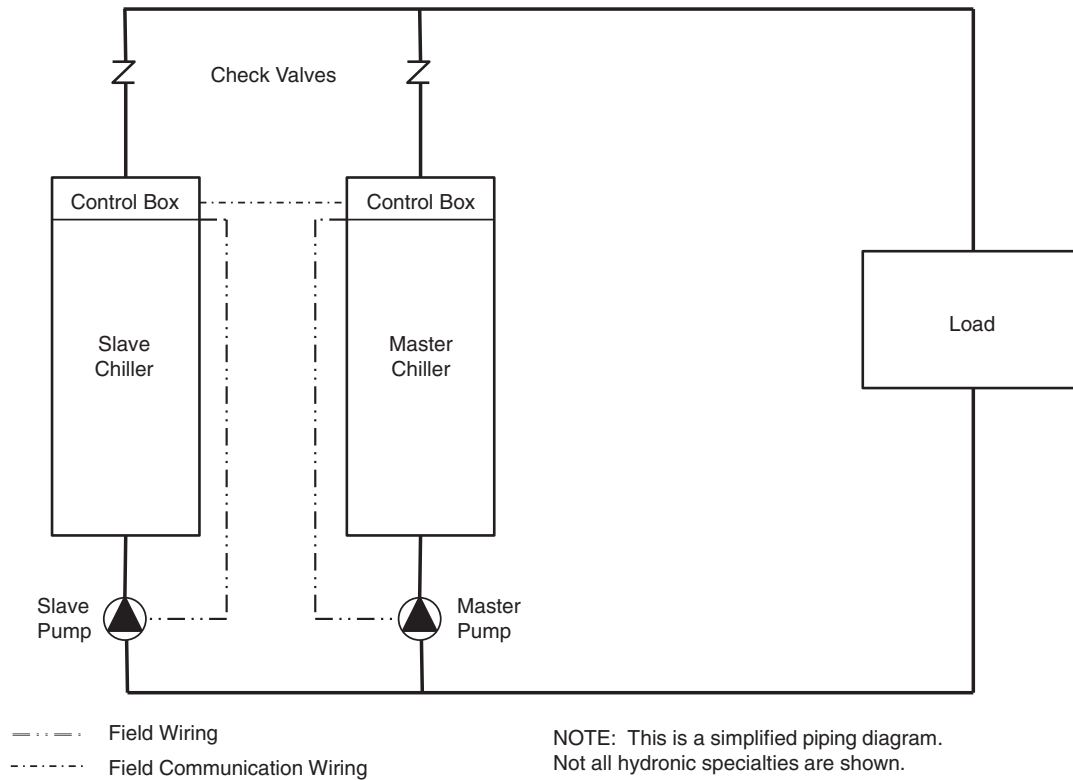 Check Valves
Control Box
Control Box
Slave
Chiller
Master
Chiller
Load
Slave
Pump
Master
Pump
Field Wiring
Field Communication Wiring
NOTE: This is a simplified piping diagram.
Not all hydronic specialties are shown.